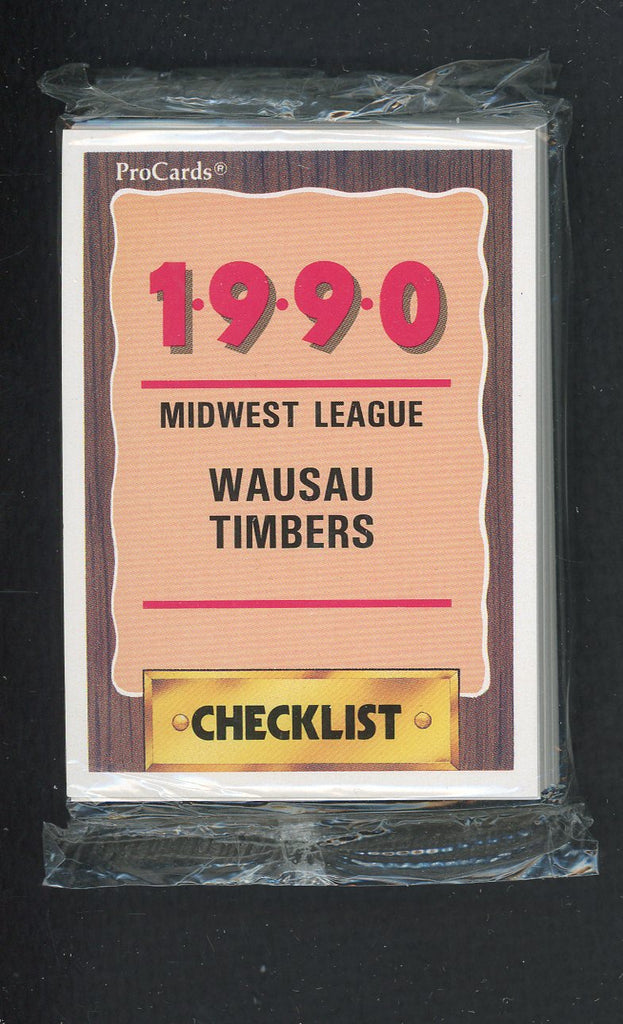 ProCards®
1·9·9·0
MIDWEST LEAGUE
WAUSAU
TIMBERS
CHECKLIST